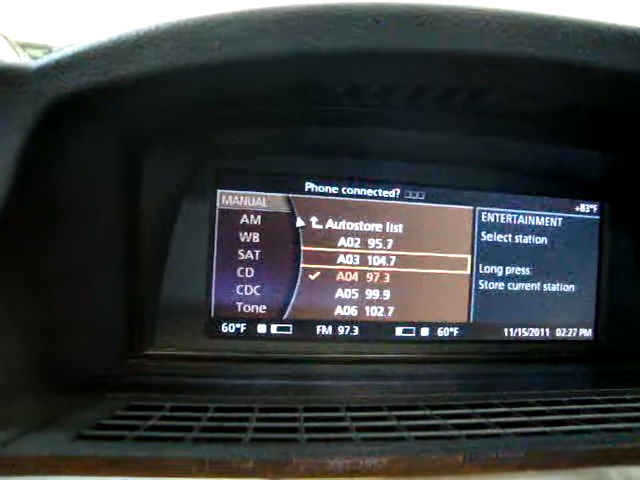 Phone connected?
+83°F
MANUAL
AM
WB
SAT
CD
CDC
Tone
Autostore list
A02 95.7
A03 104.7
A04 97.3
A05 99.9
A06 102.7
ENTERTAINMENT
Select station
Long press:
Store current station
60°F
FM 97.3
60°F
11/15/2011 02:27 PM